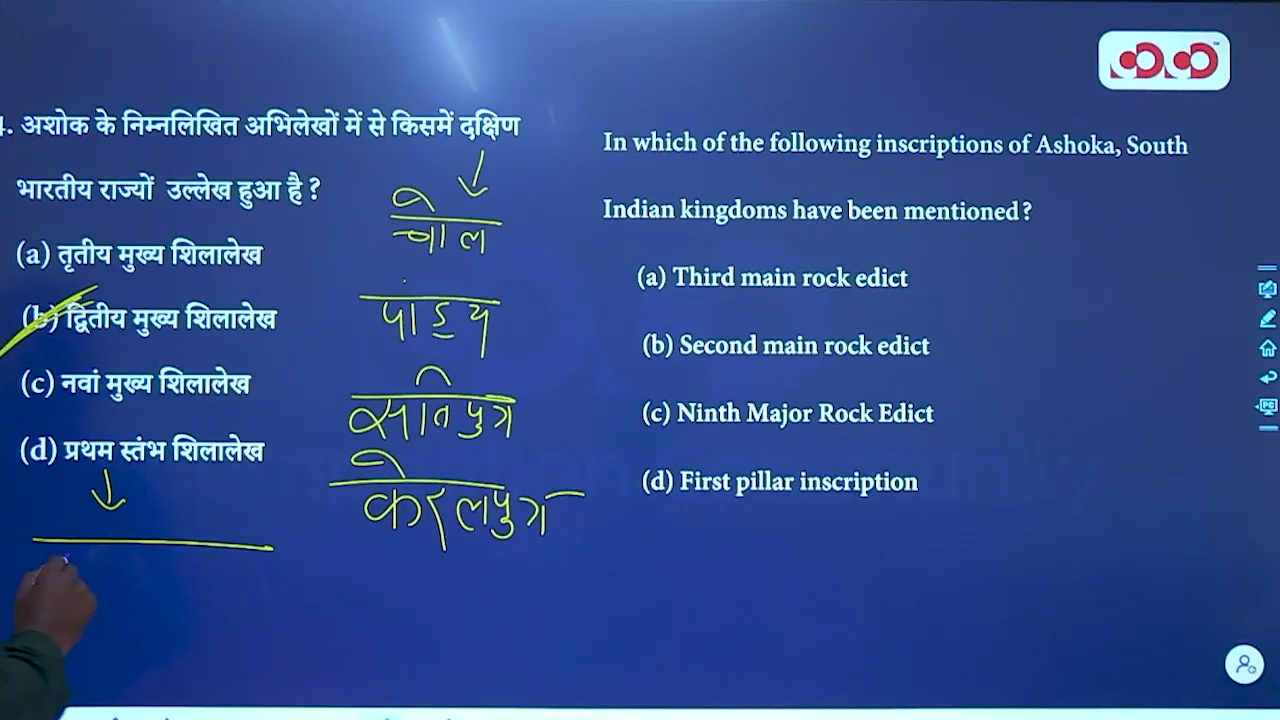 4. अशोक के निम्नलिखित अभिलेखों में से किसमें दक्षिण
भारतीय राज्यों उल्लेख हुआ है ?
(a) तृतीय मुख्य शिलालेख
(b) द्वितीय मुख्य शिलालेख
(c) नवां मुख्य शिलालेख
(d) प्रथम स्तंभ शिलालेख
चोल
पांड्य
सतिपुत्र
केरलपुत्र
In which of the following inscriptions of Ashoka, South
Indian kingdoms have been mentioned?
(a) Third main rock edict
(b) Second main rock edict
(c) Ninth Major Rock Edict
(d) First pillar inscription
PC